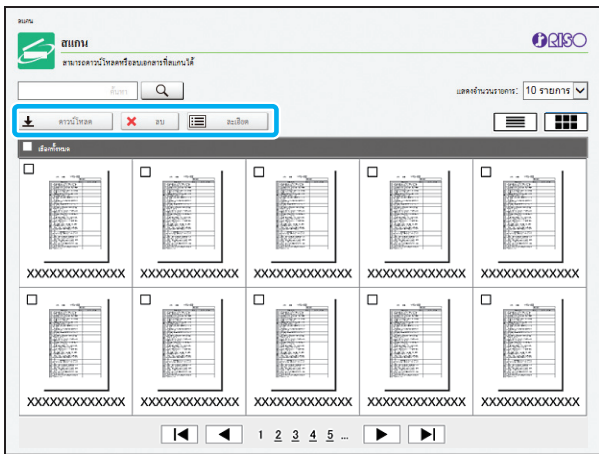 สแกน
สแกน
RISO
สามารถดาวน์โหลดหรือลบเอกสารที่สแกนได้
ค้นหา
แสดงจำนวนรายการ: 10 รายการ
ดาวน์โหลด ลบ ละเอียด
เลือกทั้งหมด
XXXXXXXXXXXXX XXXXXXXXXXXXX XXXXXXXXXXXXX XXXXXXXXXXXXX XXXXXXXXXXXXX
XXXXXXXXXXXXX XXXXXXXXXXXXX XXXXXXXXXXXXX XXXXXXXXXXXXX XXXXXXXXXXXXX
1 2 3 4 5 ...